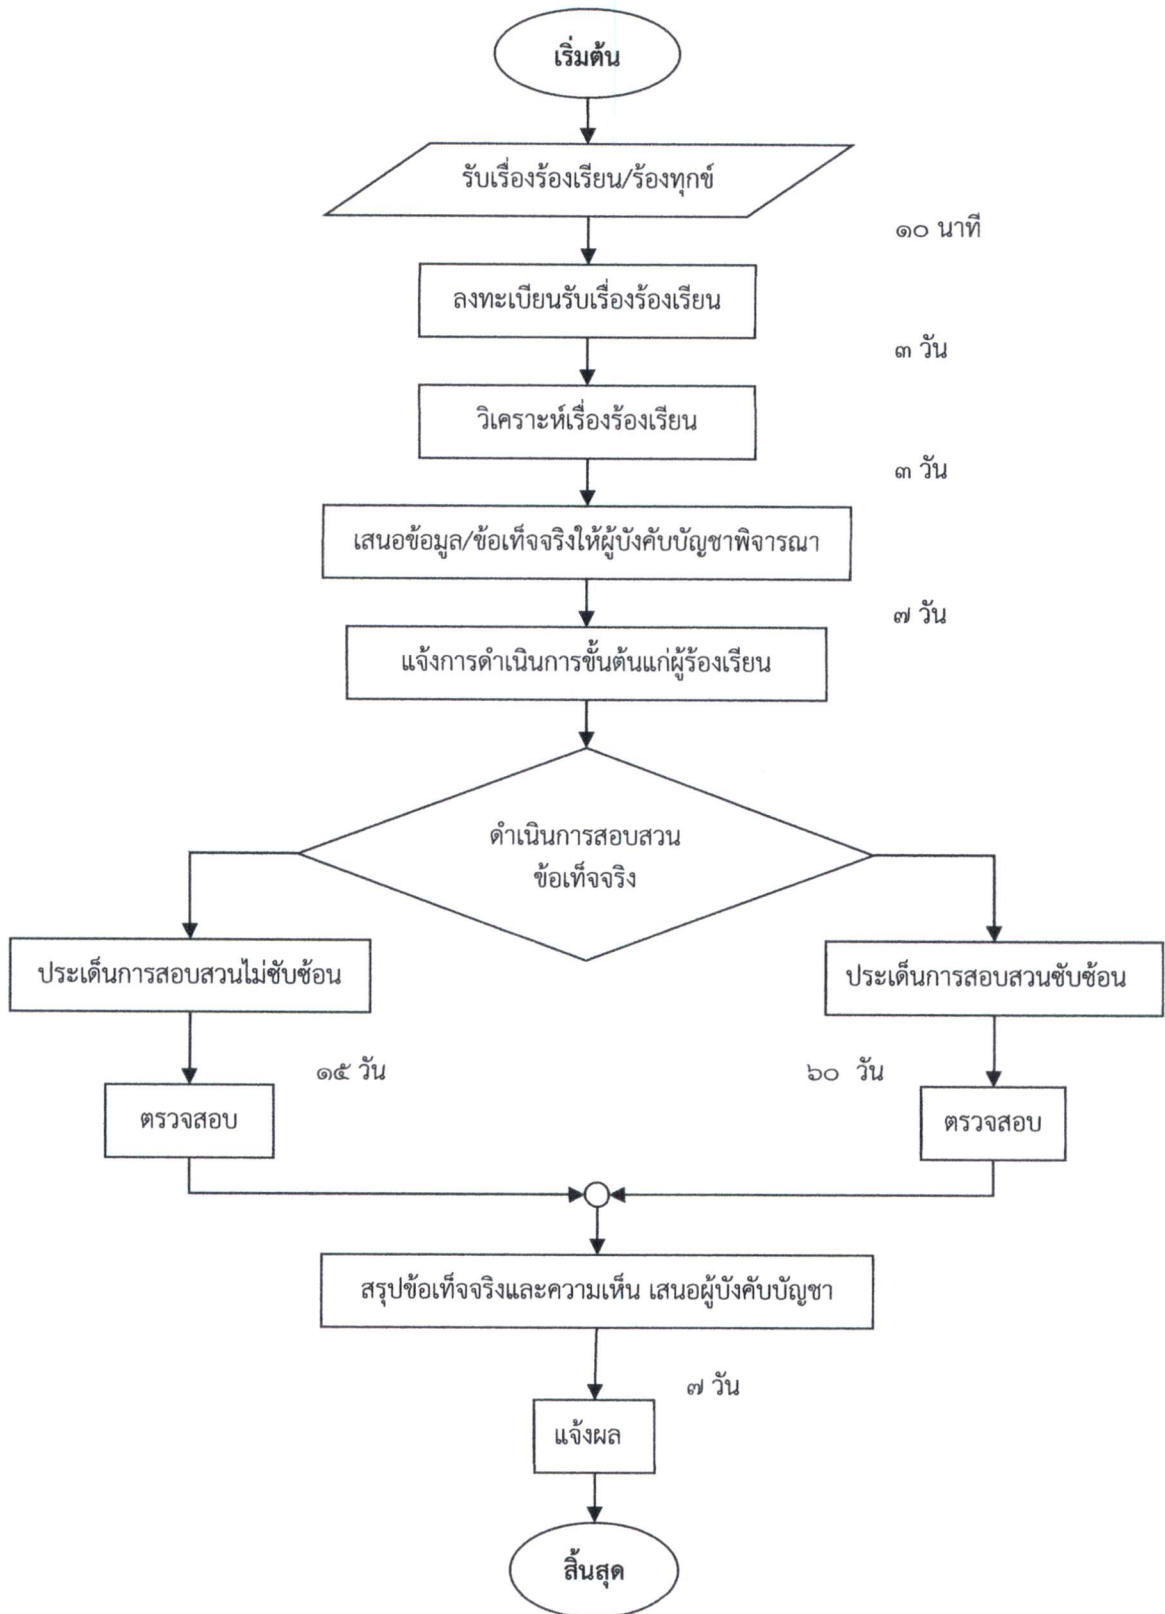 เริ่มต้น
รับเรื่องร้องเรียน/ร้องทุกข์
๑๐ นาที
ลงทะเบียนรับเรื่องร้องเรียน
๓ วัน
วิเคราะห์เรื่องร้องเรียน
๓ วัน
เสนอข้อมูล/ข้อเท็จจริงให้ผู้บังคับบัญชาพิจารณา
๗ วัน
แจ้งการดำเนินการขั้นต้นแก่ผู้ร้องเรียน
ดำเนินการสอบสวน
ข้อเท็จจริง
ประเด็นการสอบสวนไม่ซับซ้อน
ประเด็นการสอบสวนซับซ้อน
๑๕ วัน
๖๐ วัน
ตรวจสอบ
ตรวจสอบ
สรุปข้อเท็จจริงและความเห็น เสนอผู้บังคับบัญชา
๗ วัน
แจ้งผล
สิ้นสุด